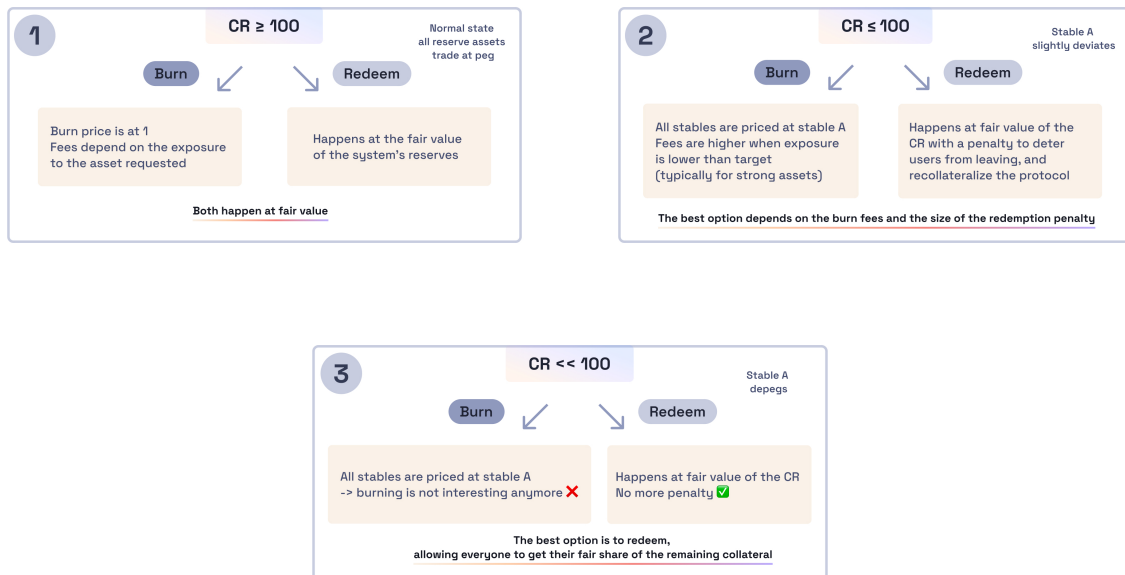 1
CR ≥ 100
Normal state
all reserve assets
trade at peg
Burn
Redeem
Burn price is at 1
Fees depend on the exposure
to the asset requested
Happens at the fair value
of the system's reserves
Both happen at fair value
2
CR ≤ 100
Stable A
slightly deviates
Burn
Redeem
All stables are priced at stable A
Fees are higher when exposure
is lower than target
(typically for strong assets)
Happens at fair value of the
CR with a penalty to deter
users from leaving, and
recollateralize the protocol
The best option depends on the burn fees and the size of the redemption penalty
3
CR << 100
Stable A
depegs
Burn
Redeem
All stables are priced at stable A
-> burning is not interesting anymore ❌
Happens at fair value of the CR
No more penalty ✅
The best option is to redeem,
allowing everyone to get their fair share of the remaining collateral